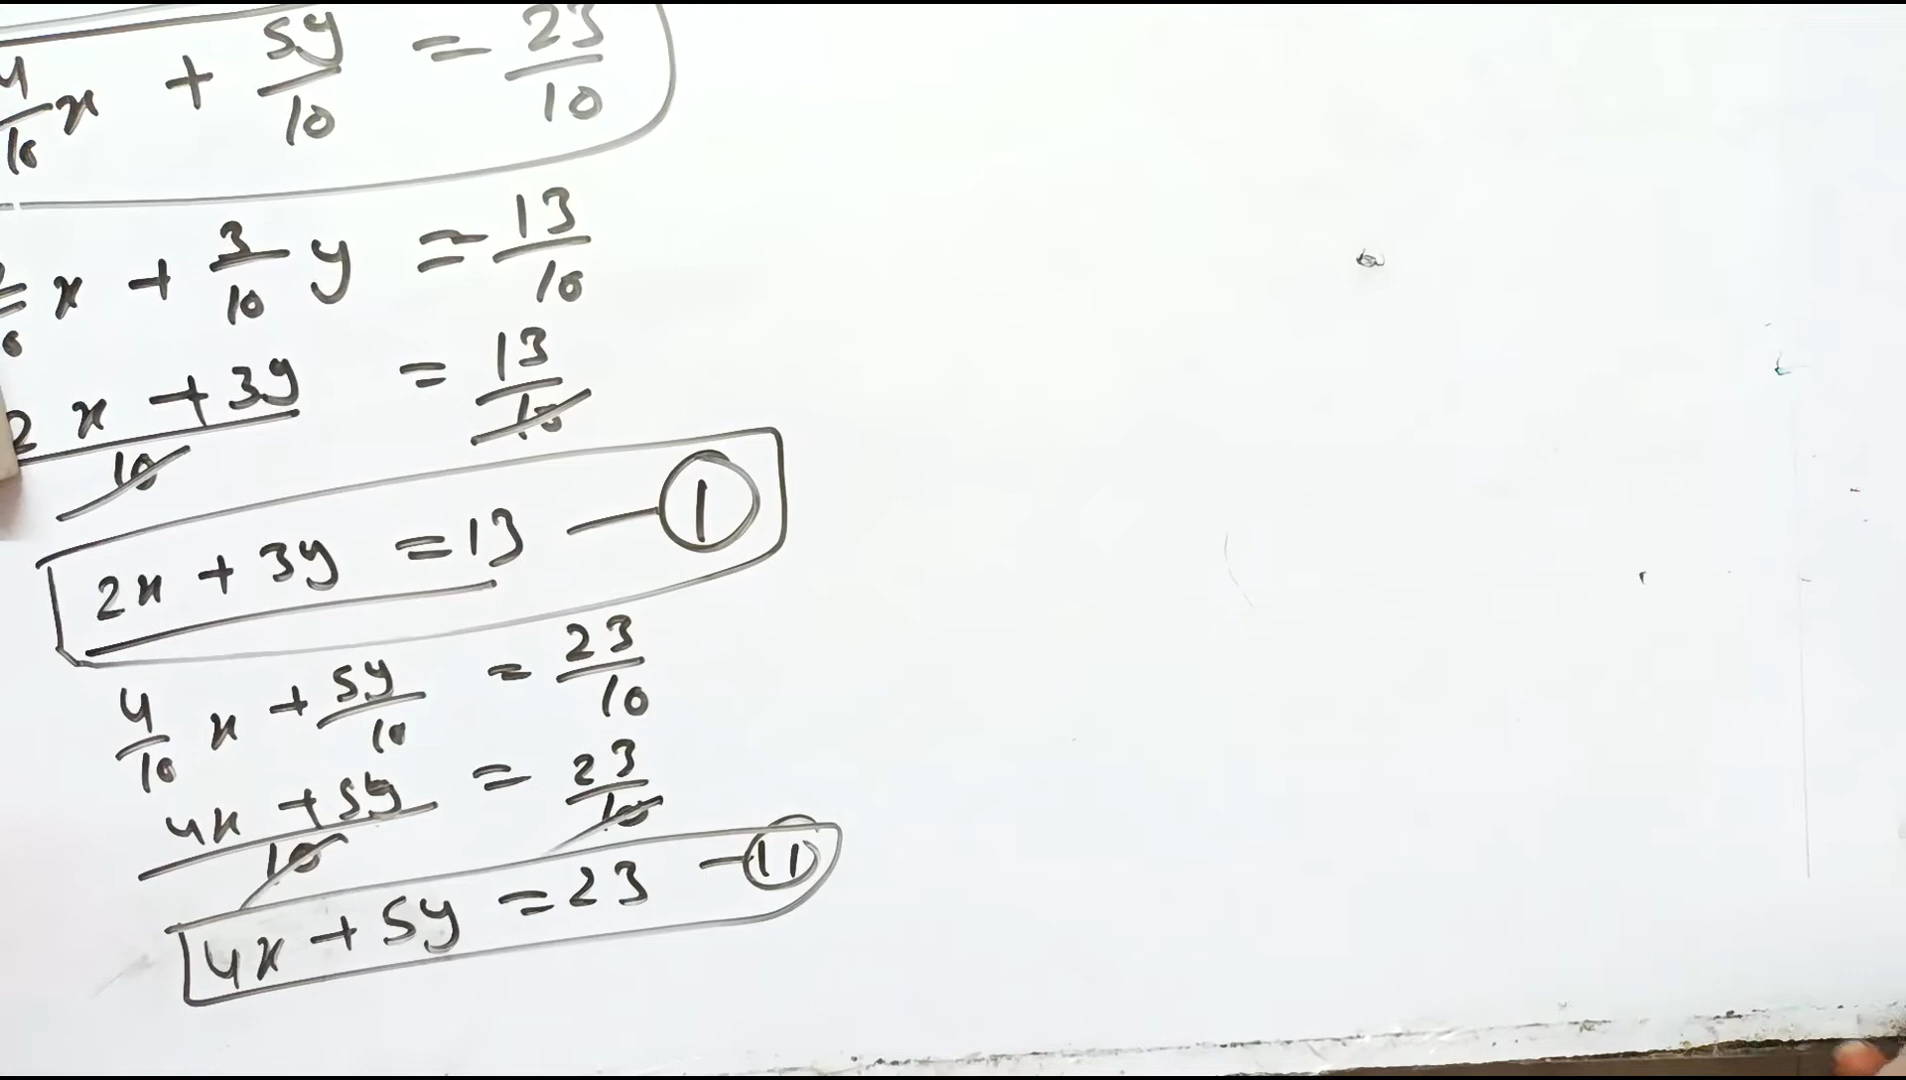 4/10 x + 5y/10 = 23/10
x + 3/10 y = 13/10
2x + 3y/10 = 13/10
2x + 3y = 13 — 1
4/10 x + 5y/10 = 23/10
4x + 5y/10 = 23/10
4x + 5y = 23 — 11